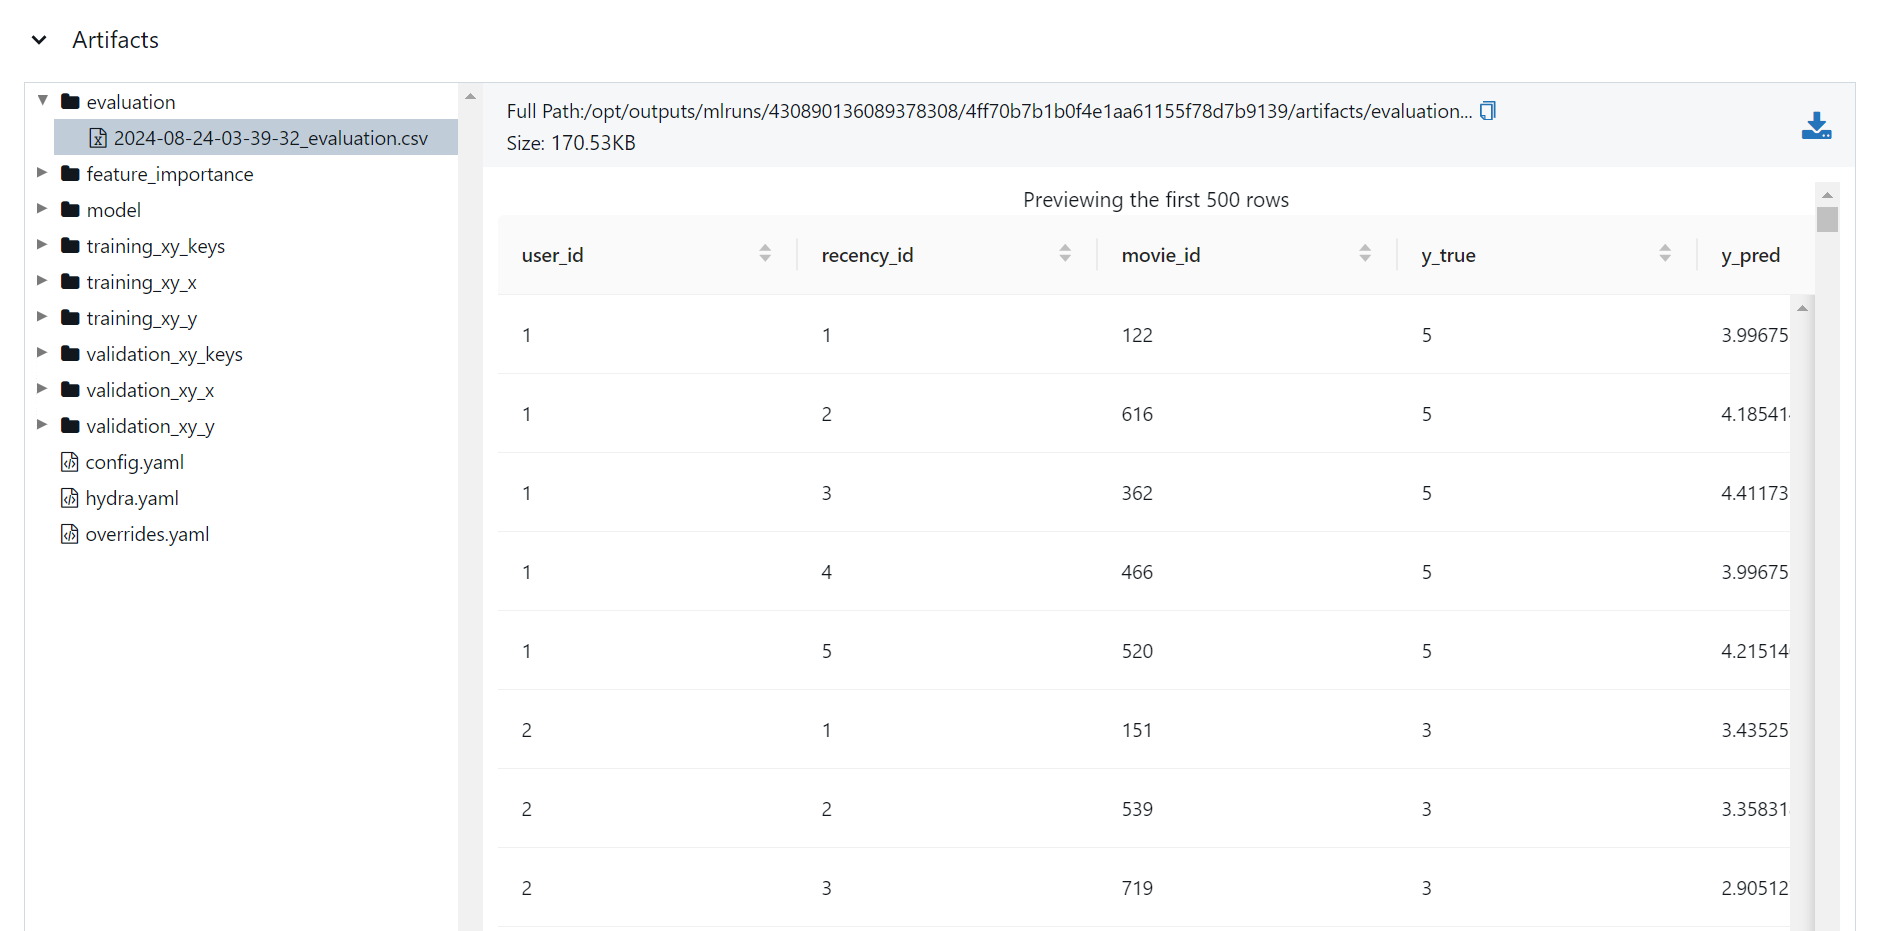 Artifacts
evaluation
2024-08-24-03-39-32_evaluation.csv
feature_importance
model
training_xy_keys
training_xy_x
training_xy_y
validation_xy_keys
validation_xy_x
validation_xy_y
config.yaml
hydra.yaml
overrides.yaml
Full Path:/opt/outputs/mlruns/430890136089378308/4ff70b7b1b0f4e1aa61155f78d7b9139/artifacts/evaluation...
Size: 170.53KB
Previewing the first 500 rows
user_id recency_id movie_id y_true y_pred
1 1 122 5 3.99675
1 2 616 5 4.185414
1 3 362 5 4.41173
1 4 466 5 3.99675
1 5 520 5 4.21514
2 1 151 3 3.43525
2 2 539 3 3.35831
2 3 719 3 2.90512